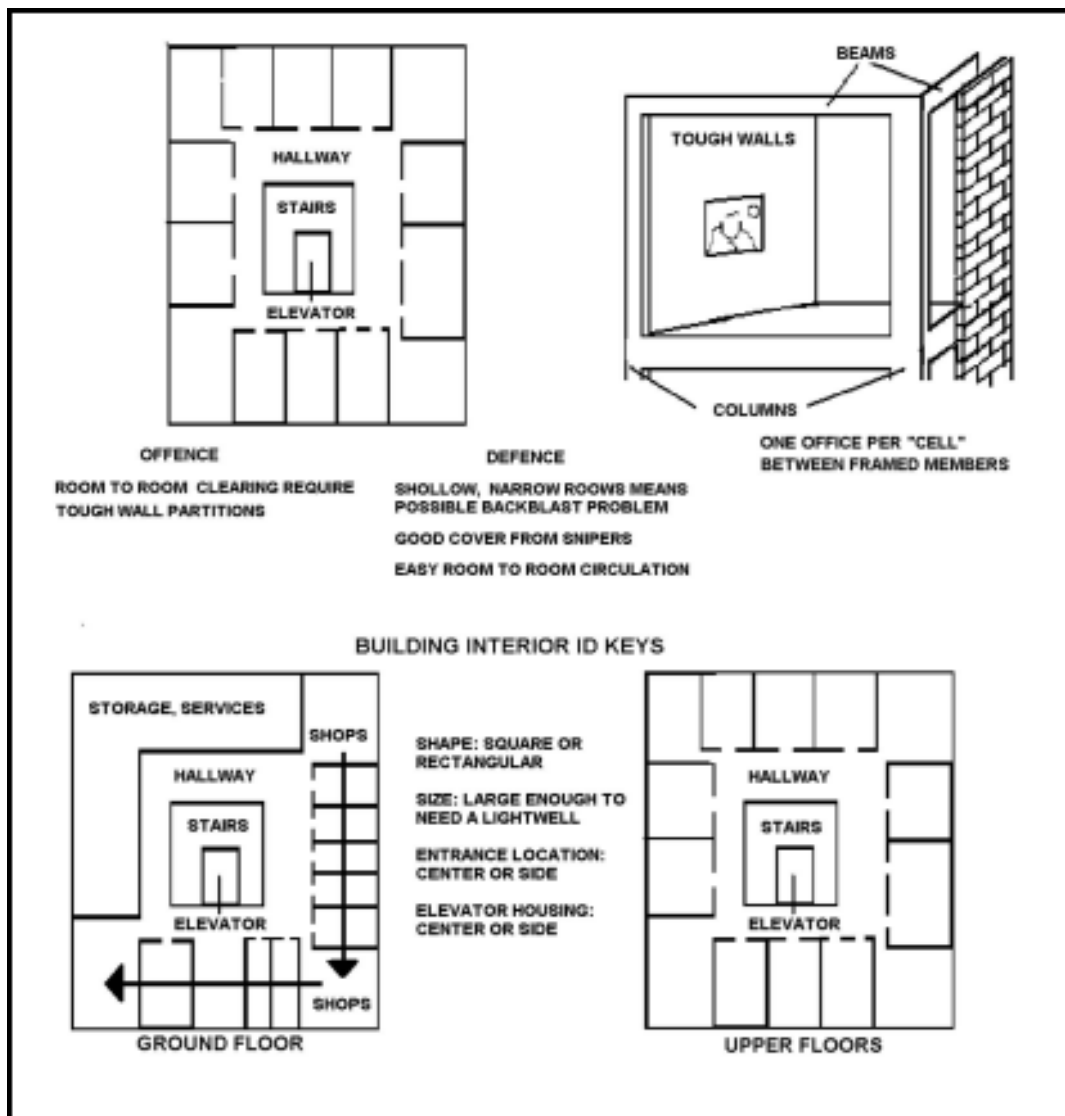 HALLWAY
STAIRS
ELEVATOR
BEAMS
TOUGH WALLS
COLUMNS
ONE OFFICE PER "CELL"
BETWEEN FRAMED MEMBERS
OFFENCE
ROOM TO ROOM CLEARING REQUIRE
TOUGH WALL PARTITIONS
DEFENCE
SHOLLOW, NARROW ROOWS MEANS
POSSIBLE BACKBLAST PROBLEM
GOOD COVER FROM SNIPERS
EASY ROOM TO ROOM CIRCULATION
BUILDING INTERIOR ID KEYS
STORAGE, SERVICES
SHOPS
HALLWAY
STAIRS
ELEVATOR
SHOPS
GROUND FLOOR
SHAPE: SQUARE OR
RECTANGULAR
SIZE: LARGE ENOUGH TO
NEED A LIGHTWELL
ENTRANCE LOCATION:
CENTER OR SIDE
ELEVATOR HOUSING:
CENTER OR SIDE
HALLWAY
STAIRS
ELEVATOR
UPPER FLOORS